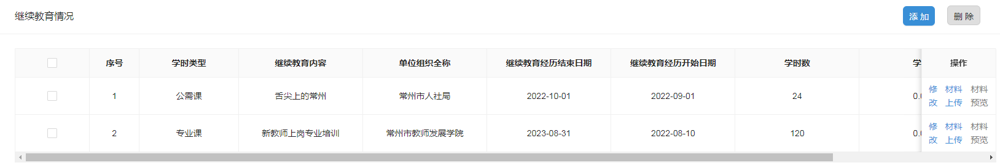 继续教育情况 添 加 删 除
序号 学时类型 继续教育内容 单位组织全称 继续教育经历结束日期 继续教育经历开始日期 学时数 学 操作
1 公需课 舌尖上的常州 常州市人社局 2022-10-01 2022-09-01 24 0. 修改 材料上传 材料预览
2 专业课 新教师上岗专业培训 常州市教师发展学院 2023-08-31 2022-08-10 120 0. 修改 材料上传 材料预览